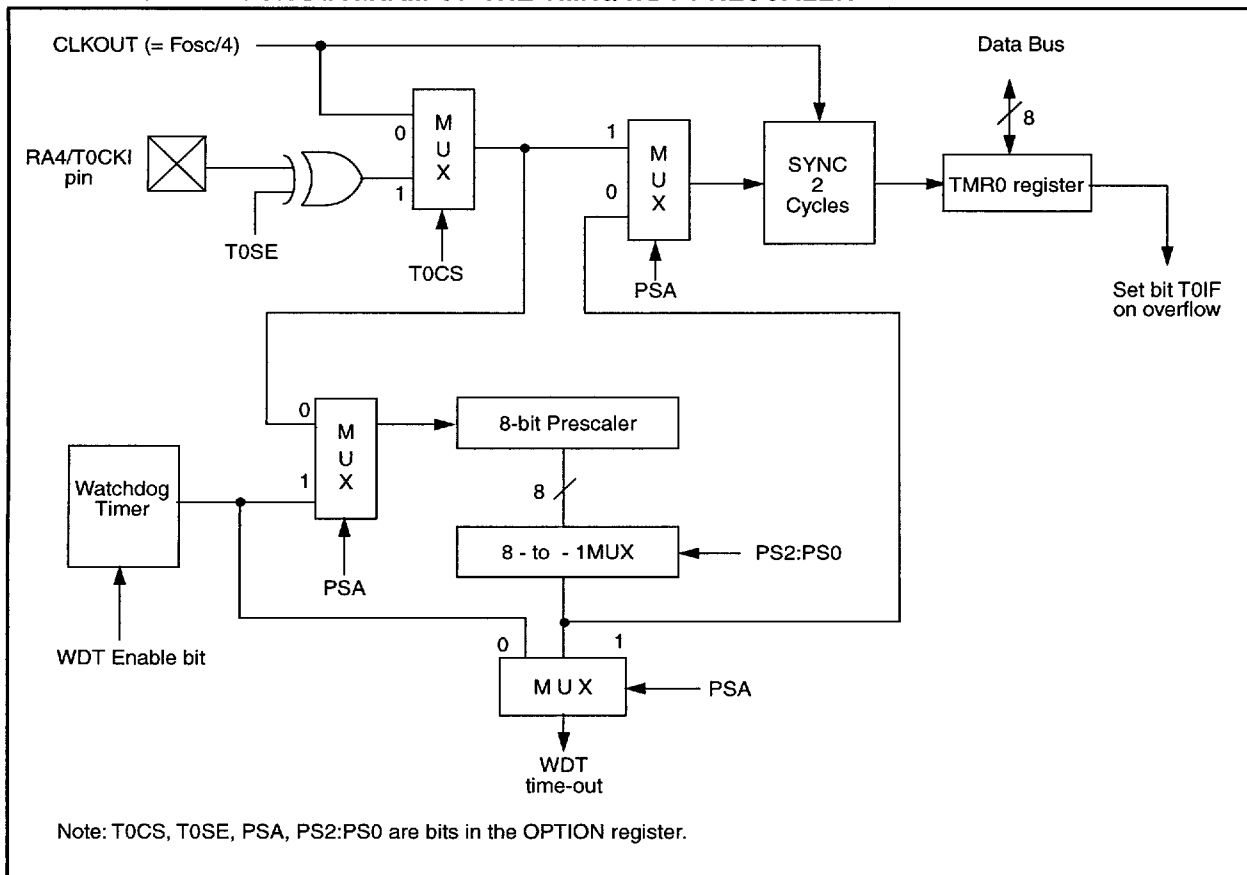 CLKOUT (= Fosc/4)
Data Bus
8
RA4/T0CKI
pin
0
1
M
U
X
T0SE
T0CS
1
0
M
U
X
PSA
SYNC
2
Cycles
TMR0 register
Set bit T0IF
on overflow
0
1
M
U
X
8-bit Prescaler
Watchdog
Timer
8
8 - to - 1MUX
PS2:PS0
PSA
WDT Enable bit
0
1
M U X
PSA
WDT
time-out
Note: T0CS, T0SE, PSA, PS2:PS0 are bits in the OPTION register.